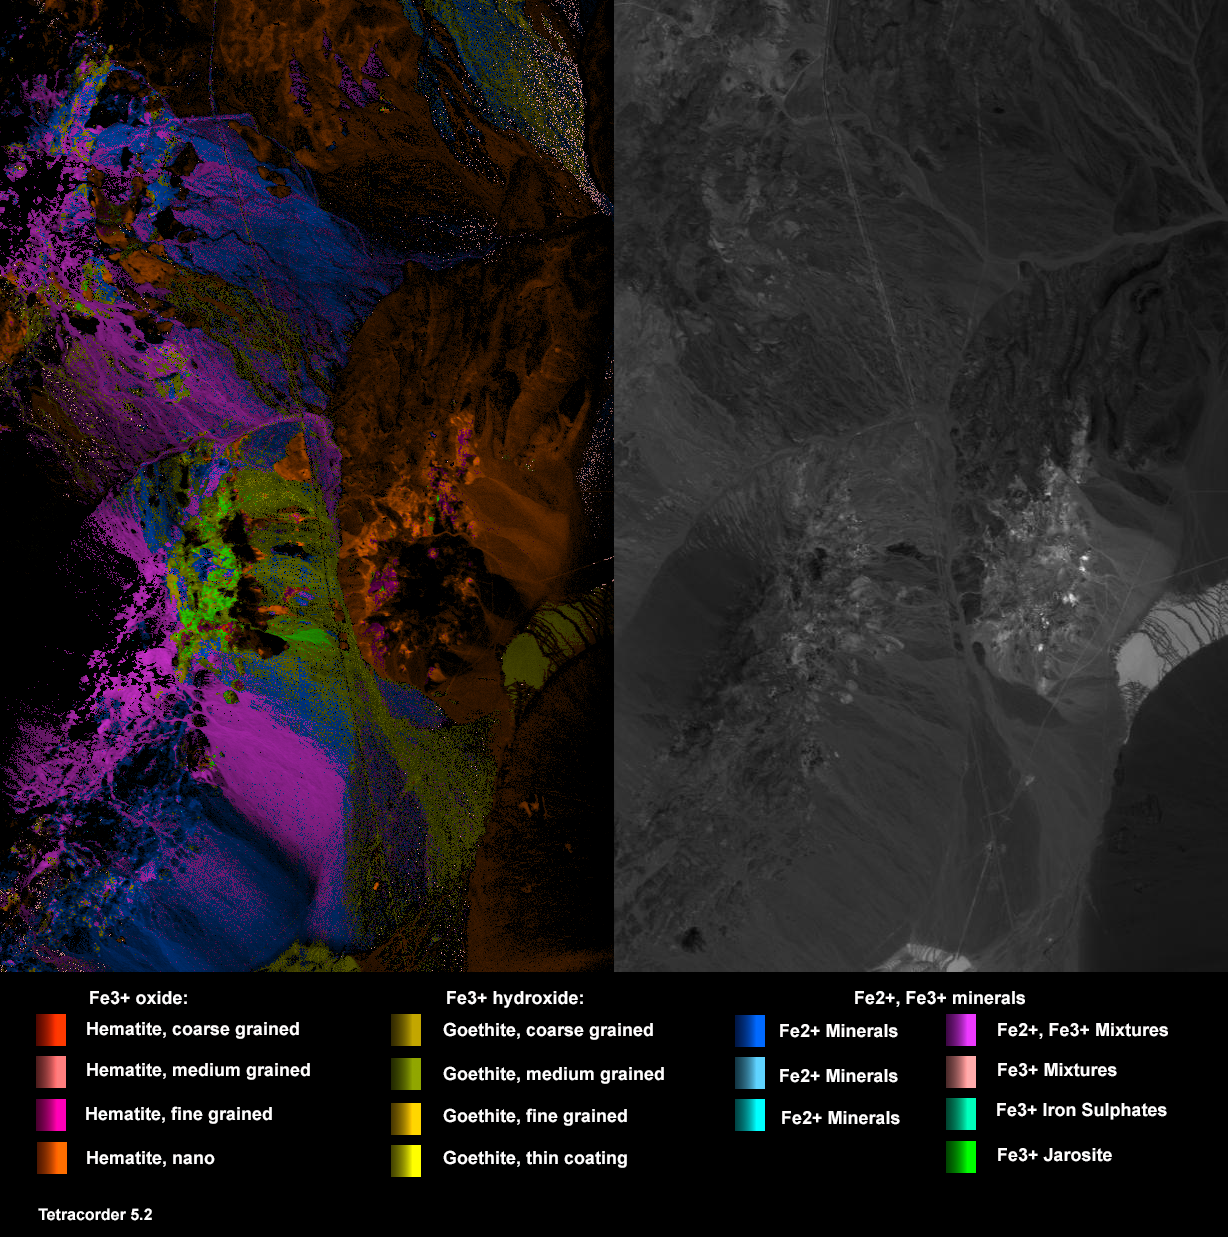 Fe3+ oxide:
Hematite, coarse grained
Hematite, medium grained
Hematite, fine grained
Hematite, nano
Fe3+ hydroxide:
Goethite, coarse grained
Goethite, medium grained
Goethite, fine grained
Goethite, thin coating
Fe2+, Fe3+ minerals
Fe2+ Minerals
Fe2+ Minerals
Fe2+ Minerals
Fe2+, Fe3+ Mixtures
Fe3+ Mixtures
Fe3+ Iron Sulphates
Fe3+ Jarosite
Tetracorder 5.2